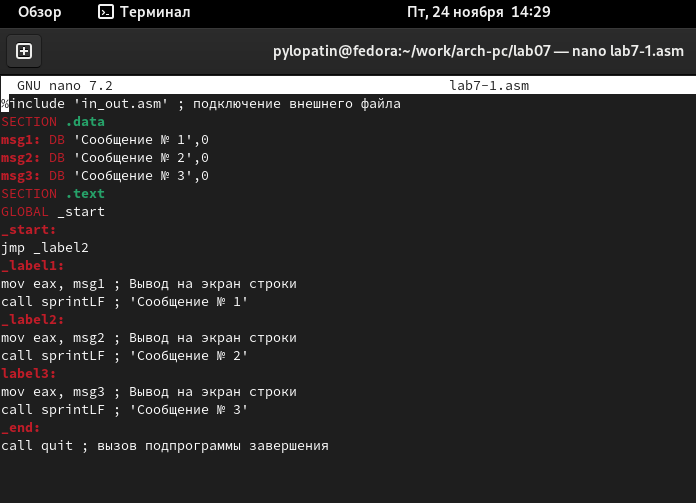 Обзор Терминал Пт, 24 ноября 14:29
pylopatin@fedora:~/work/arch-pc/lab07 — nano lab7-1.asm
GNU nano 7.2 lab7-1.asm
%include 'in_out.asm' ; подключение внешнего файла
SECTION .data
msg1: DB 'Сообщение № 1',0
msg2: DB 'Сообщение № 2',0
msg3: DB 'Сообщение № 3',0
SECTION .text
GLOBAL _start
_start:
jmp _label2
_label1:
mov eax, msg1 ; Вывод на экран строки
call sprintLF ; 'Сообщение № 1'
_label2:
mov eax, msg2 ; Вывод на экран строки
call sprintLF ; 'Сообщение № 2'
label3:
mov eax, msg3 ; Вывод на экран строки
call sprintLF ; 'Сообщение № 3'
_end:
call quit ; вызов подпрограммы завершения